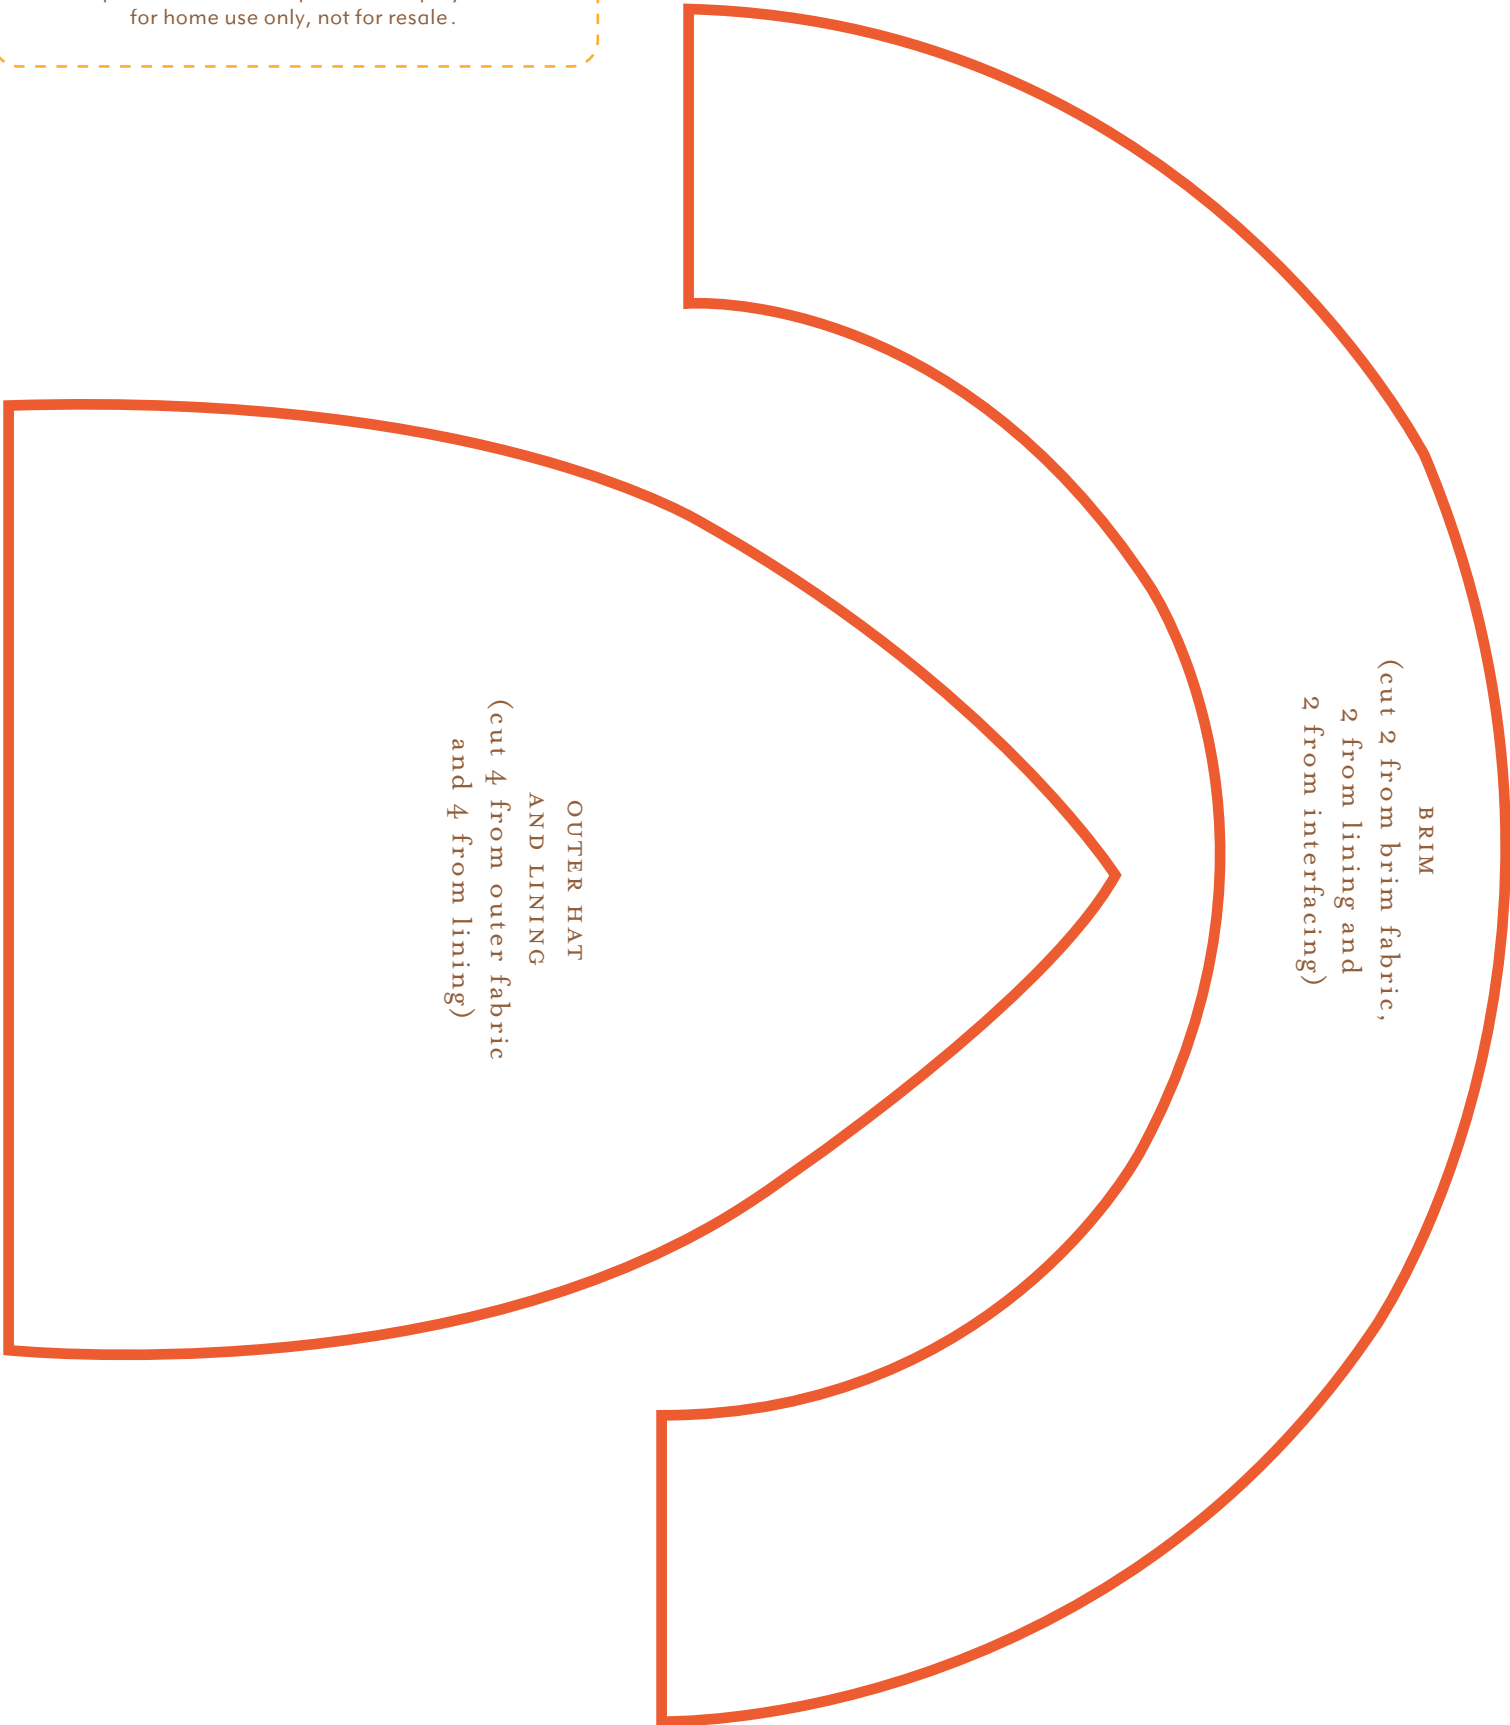 for home use only, not for resale.
OUTER HAT
AND LINING
(cut 4 from outer fabric
and 4 from lining)
BRIM
(cut 2 from brim fabric,
2 from lining and
2 from interfacing)